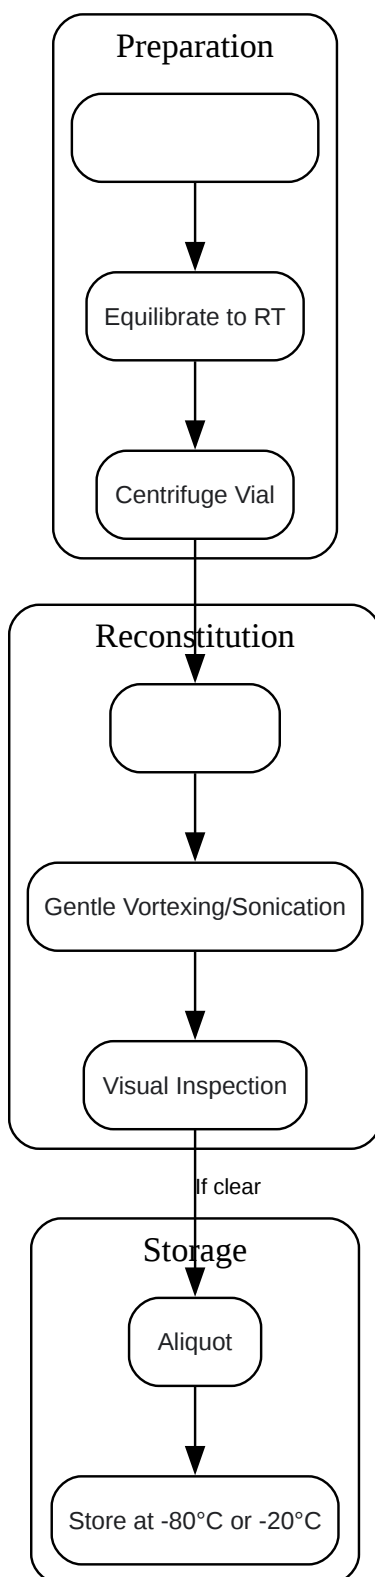 Preparation
Equilibrate to RT
Centrifuge Vial
Reconstitution
Gentle Vortexing/Sonication
Visual Inspection
If clear
Storage
Aliquot
Store at -80°C or -20°C